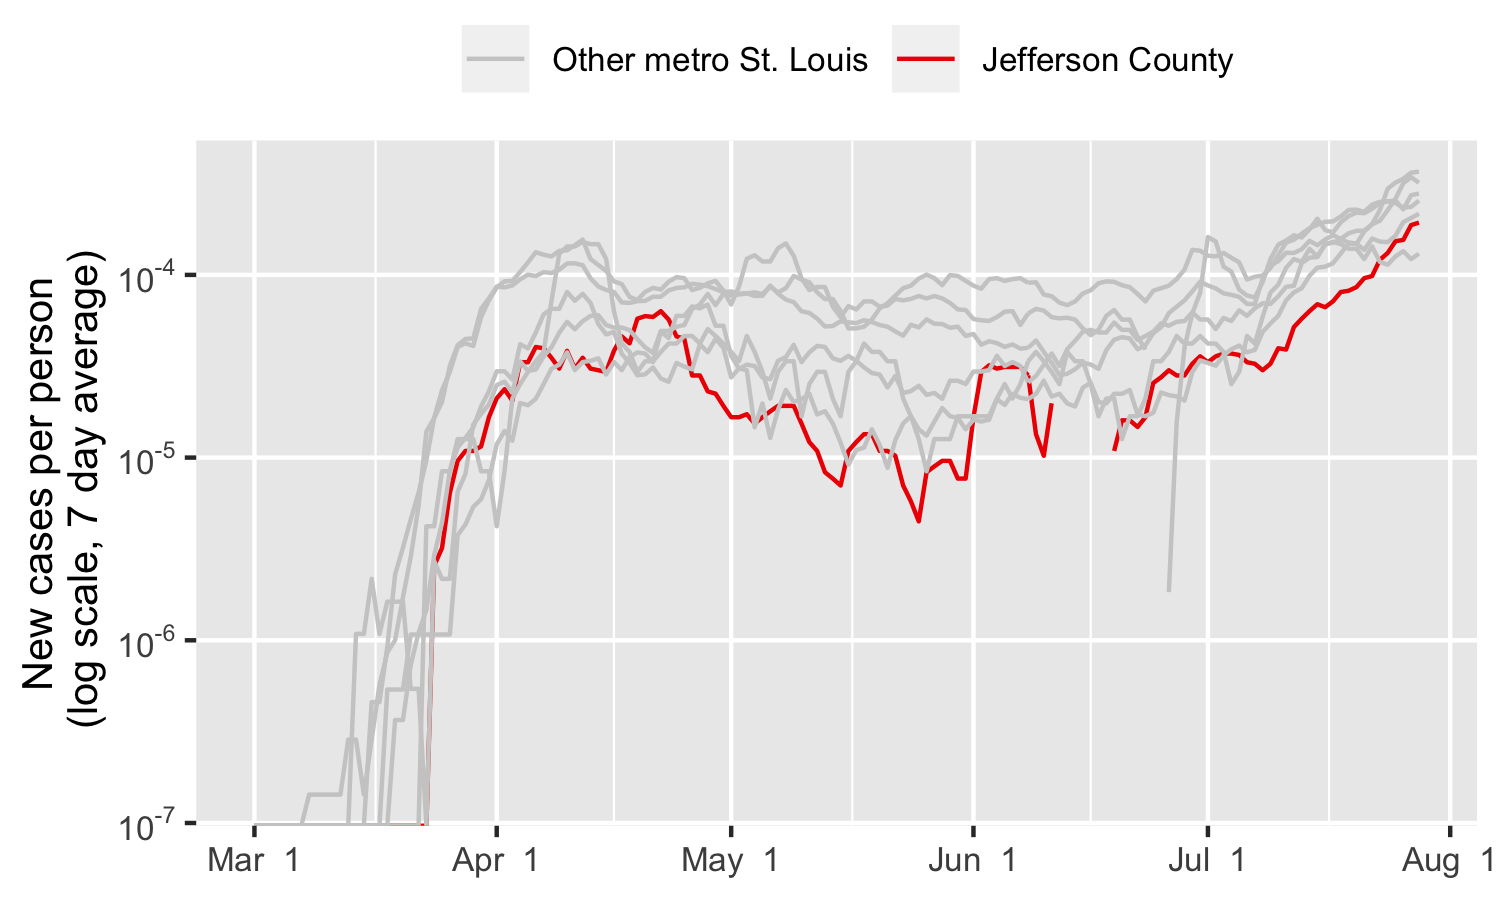 Other metro St. Louis Jefferson County
New cases per person
(log scale, 7 day average)
10⁻⁴
10⁻⁵
10⁻⁶
10⁻⁷
Mar 1 Apr 1 May 1 Jun 1 Jul 1 Aug 1